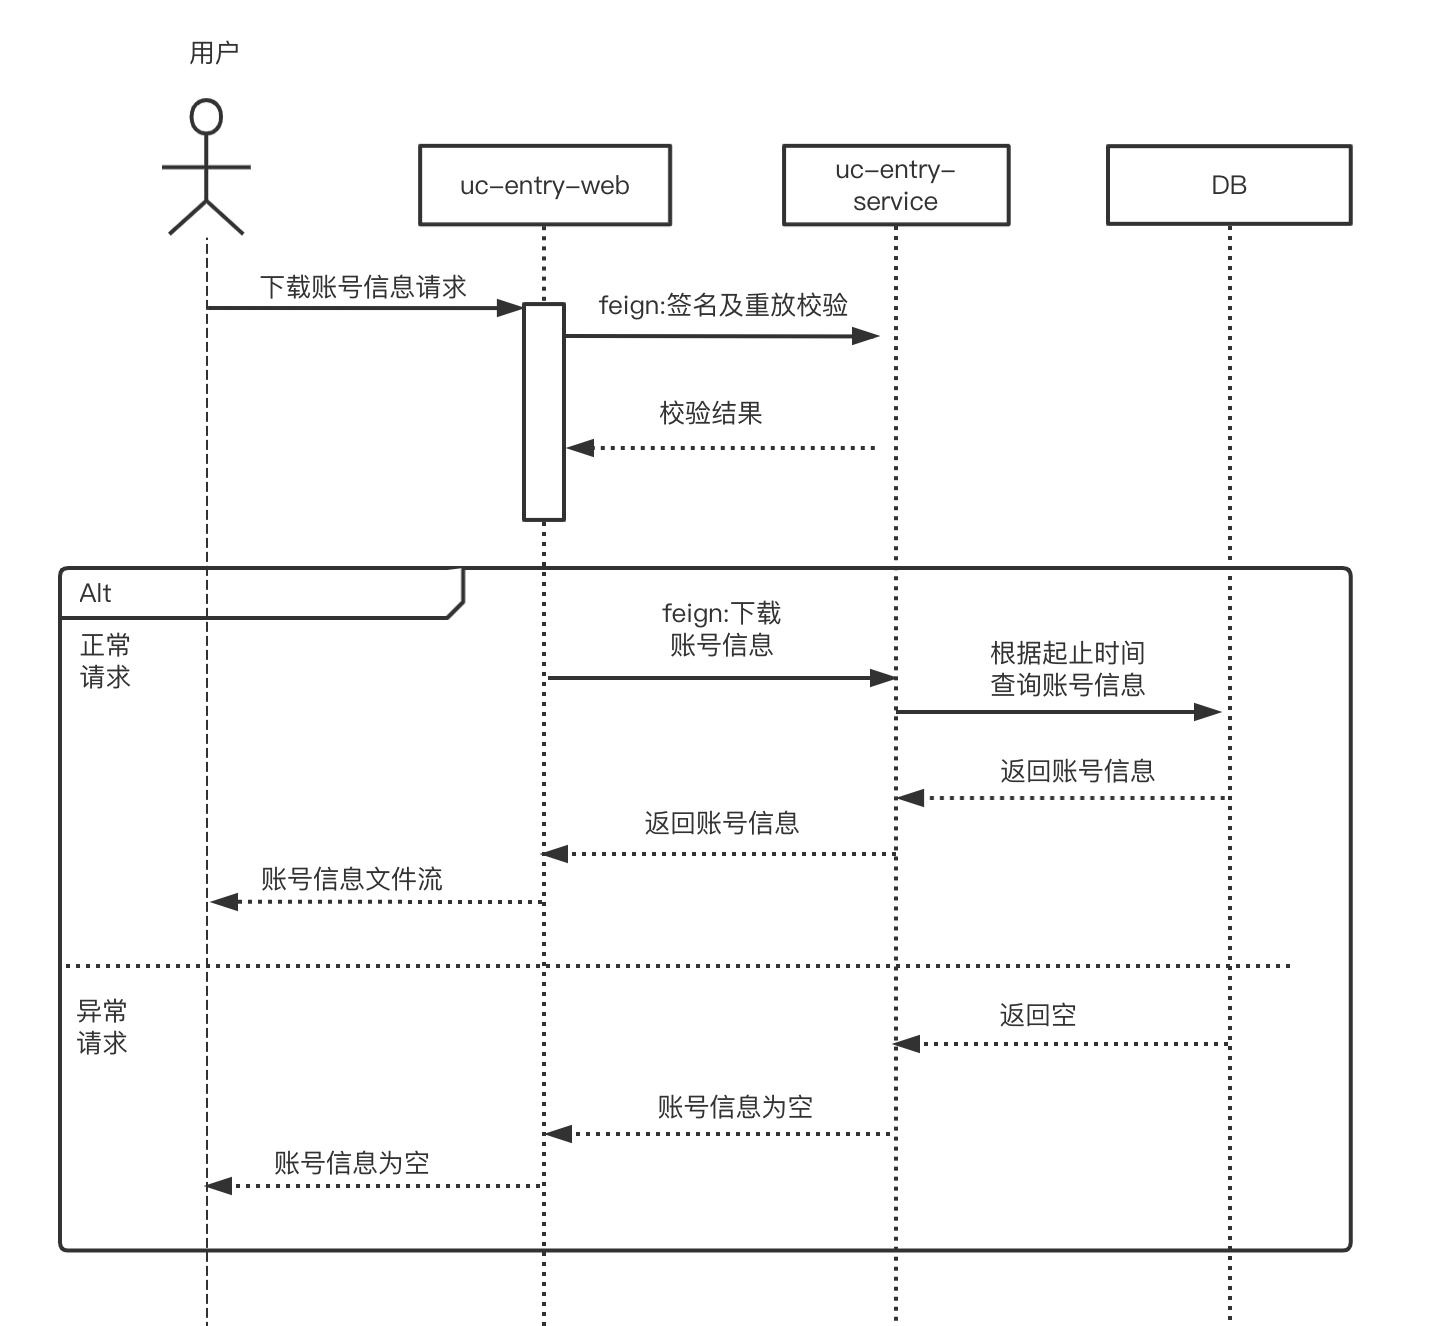 用户
uc-entry-web
uc-entry-
service
DB
下载账号信息请求
feign:签名及重放校验
校验结果
Alt
正常
请求
feign:下载
账号信息
根据起止时间
查询账号信息
返回账号信息
返回账号信息
账号信息文件流
异常
请求
返回空
账号信息为空
账号信息为空